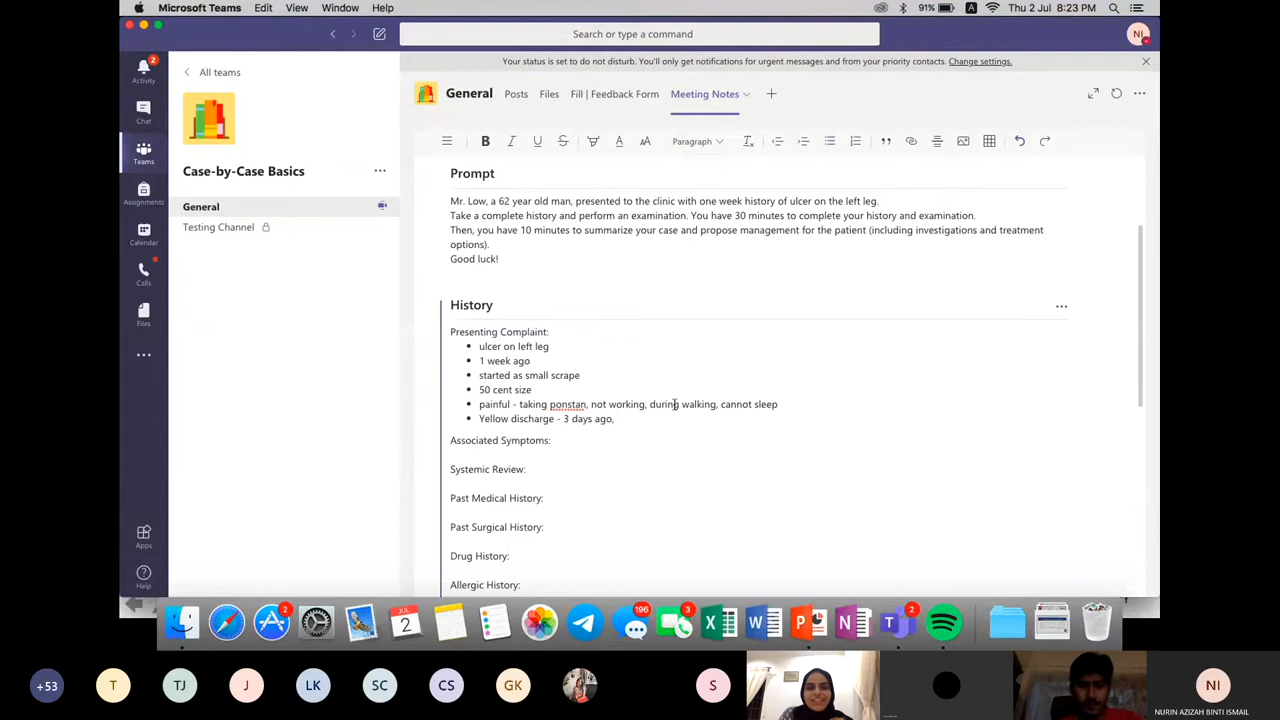 Microsoft Teams Edit View Window Help
91% A Thu 2 Jul 8:23 PM
Search or type a command
NI
Your status is set to do not disturb. You'll only get notifications for urgent messages and from your priority contacts. Change settings.
2
Activity
Chat
Teams
Assignments
Calendar
Calls
Files
Apps
Help
All teams
Case-by-Case Basics
General
Testing Channel
General Posts Files Fill | Feedback Form Meeting Notes
B I U A AA Paragraph
Prompt
Mr. Low, a 62 year old man, presented to the clinic with one week history of ulcer on the left leg.
Take a complete history and perform an examination. You have 30 minutes to complete your history and examination.
Then, you have 10 minutes to summarize your case and propose management for the patient (including investigations and treatment
options).
Good luck!
History
Presenting Complaint:
ulcer on left leg
1 week ago
started as small scrape
50 cent size
painful - taking ponstan, not working, during walking, cannot sleep
Yellow discharge - 3 days ago,
Associated Symptoms:
Systemic Review:
Past Medical History:
Past Surgical History:
Drug History:
Allergic History:
2 JUL 2 196 3 X W P N T 2
+53 T TJ J LK SC CS GK S NI
NURIN AZIZAH BINTI ISMAIL